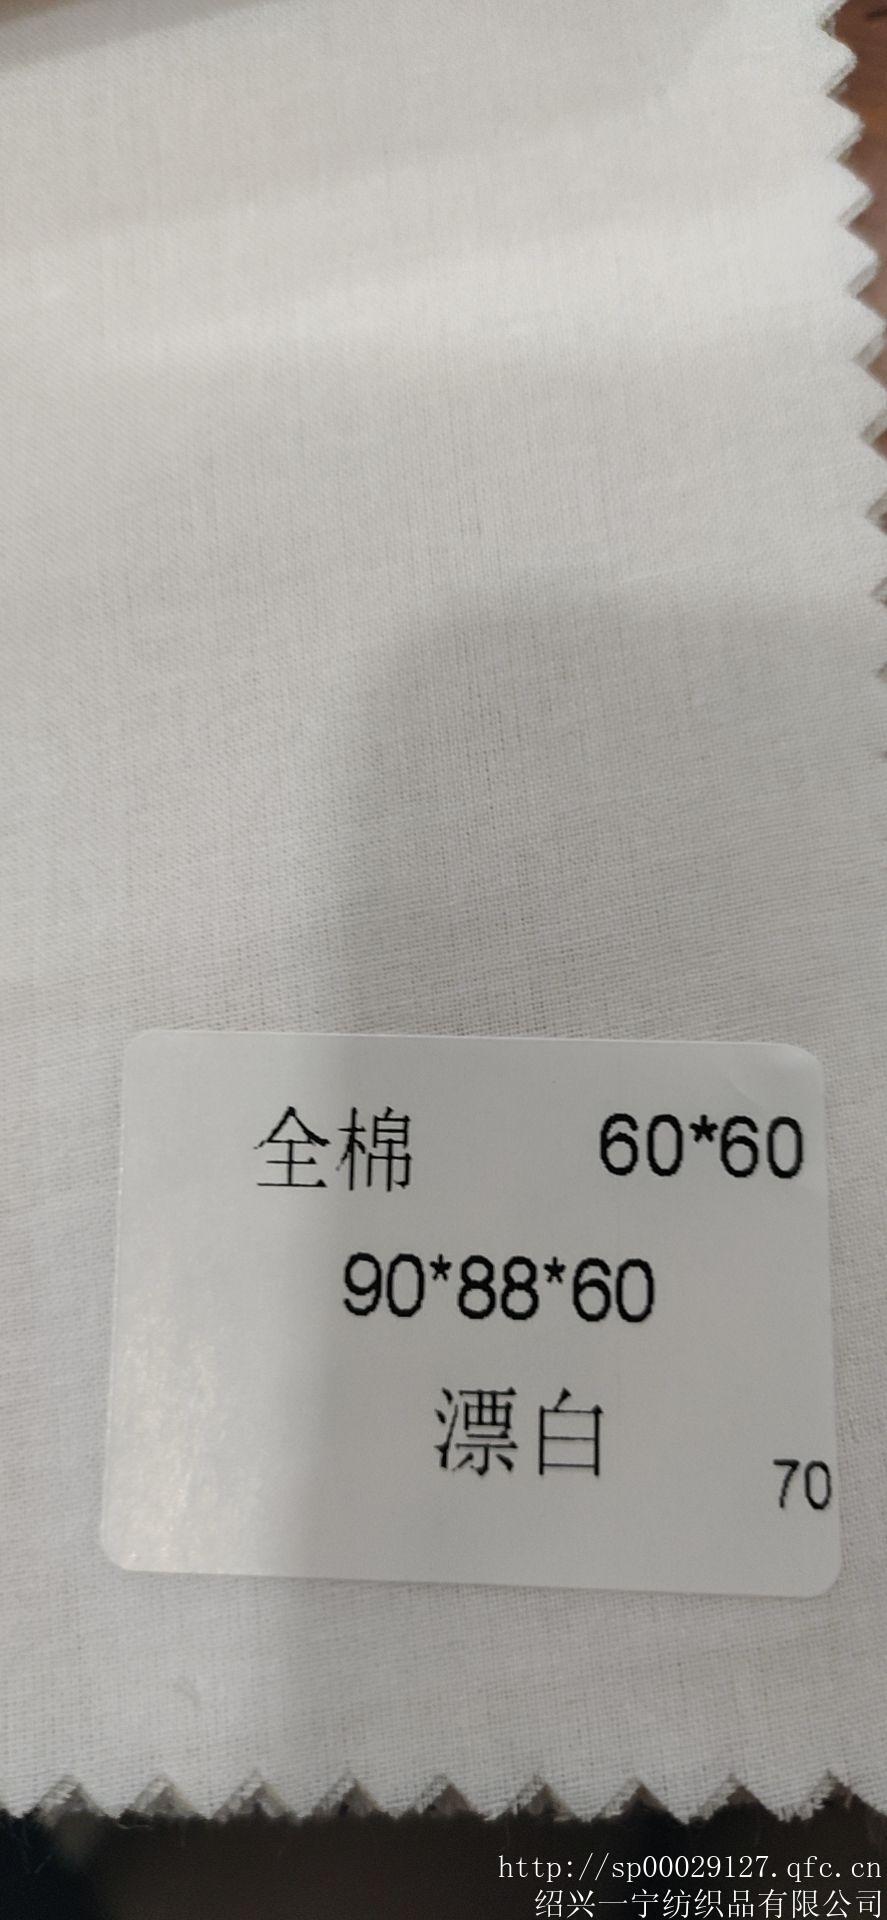 全棉 60*60
90*88*60
漂白
70
http://sp00029127.qfc.cn
绍兴一宁纺织品有限公司